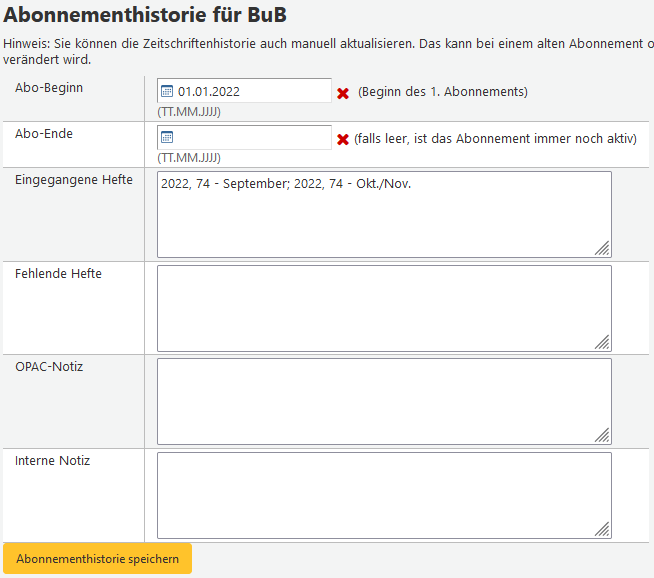 Abonnementhistorie für BuB
Hinweis: Sie können die Zeitschriftenhistorie auch manuell aktualisieren. Das kann bei einem alten Abonnement o
verändert wird.
Abo-Beginn
01.01.2022
(Beginn des 1. Abonnements)
(TT.MM.JJJJ)
Abo-Ende
(falls leer, ist das Abonnement immer noch aktiv)
(TT.MM.JJJJ)
Eingegangene Hefte
2022, 74 - September; 2022, 74 - Okt./Nov.
Fehlende Hefte
OPAC-Notiz
Interne Notiz
Abonnementhistorie speichern